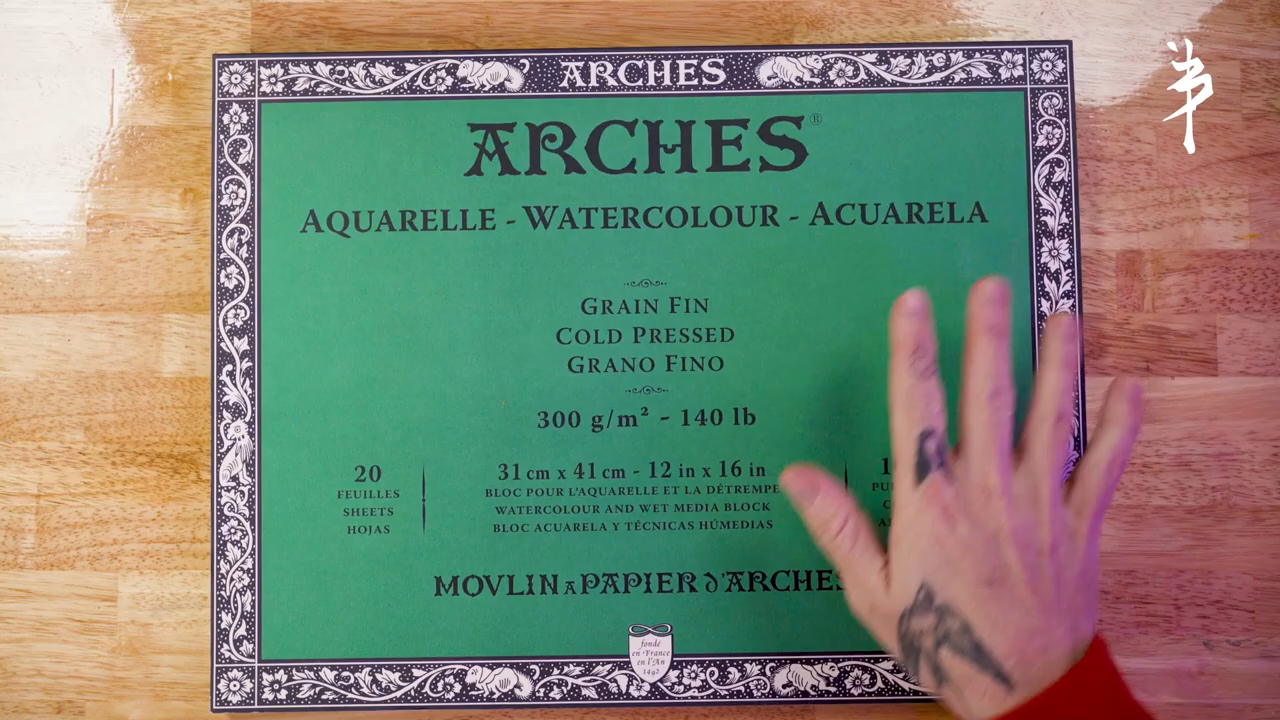 ARCHES
ARCHES®
AQUARELLE - WATERCOLOUR - ACUARELA
GRAIN FIN
COLD PRESSED
GRANO FINO
300 g/m² - 140 lb
20
FEUILLES
SHEETS
HOJAS
31 cm x 41 cm - 12 in x 16 in
BLOC POUR L'AQUARELLE ET LA DÉTREMPE
WATERCOLOUR AND WET MEDIA BLOCK
BLOC ACUARELA Y TÉCNICAS HÚMEDIAS
MOVLIN A PAPIER d'ARCHES
fondé
en France
en l'An
1492